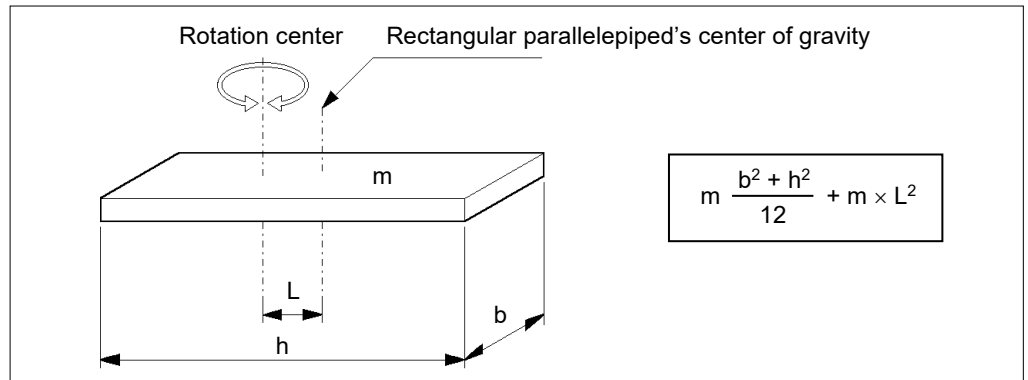 Rotation center
Rectangular parallelepiped’s center of gravity
m
m b² + h² / 12 + m × L²
L
b
h